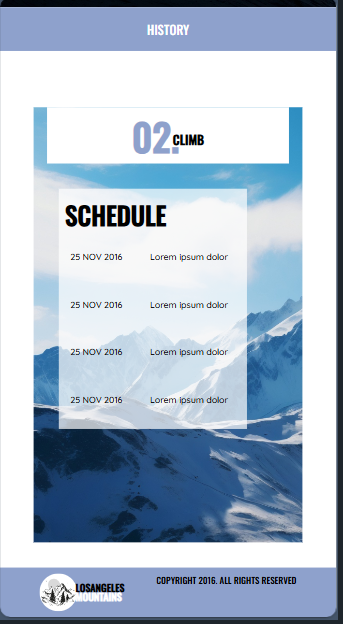 HISTORY
02.CLIMB
SCHEDULE
25 NOV 2016 Lorem ipsum dolor
25 NOV 2016 Lorem ipsum dolor
25 NOV 2016 Lorem ipsum dolor
25 NOV 2016 Lorem ipsum dolor
COPYRIGHT 2016. ALL RIGHTS RESERVED
LOSANGELES
MOUNTAINS